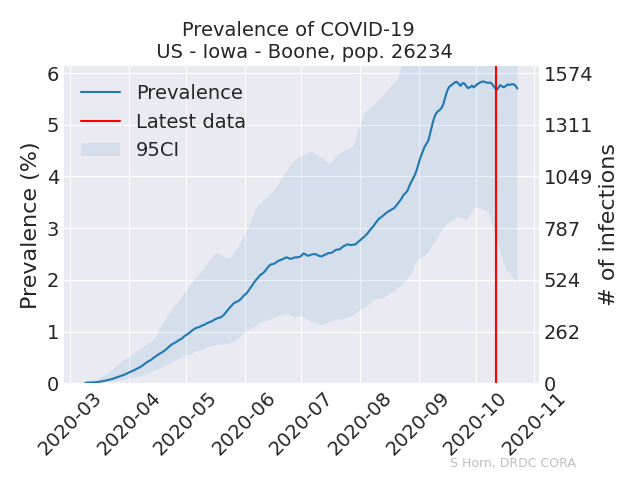 Prevalence of COVID-19
US - Iowa - Boone, pop. 26234
Prevalence
Latest data
95CI
Prevalence (%)
6
5
4
3
2
1
0
1574
1311
1049
787
524
262
0
# of infections
2020-03
2020-04
2020-05
2020-06
2020-07
2020-08
2020-09
2020-10
2020-11
S Horn, DRDC CORA